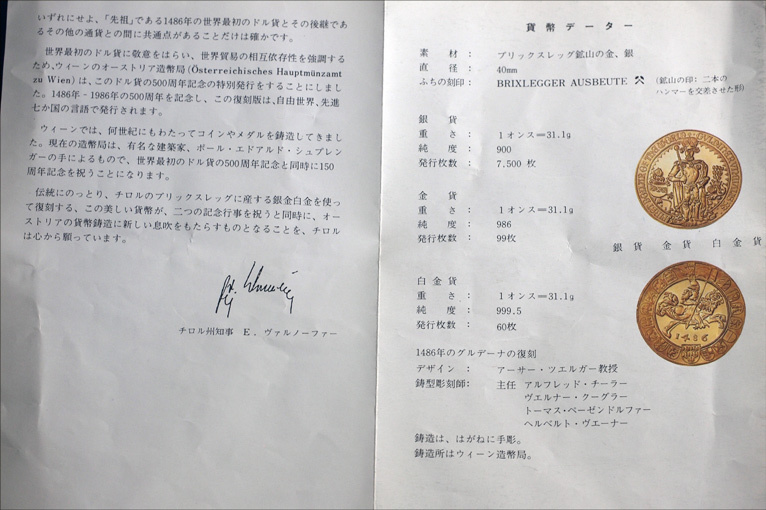 いずれにせよ、「先祖」である1486年の世界最初のドル貨とその後継であ
るその他の通貨との間に共通点があることだけは確かです。
世界最初のドル貨に敬意をはらい、世界貿易の相互依存性を強調する
ため、ウィーンのオーストリア造幣局(Österreichisches Hauptmünzamt
zu Wien)は、このドル貨の500周年記念の特別発行をすることにしまし
た。1486年-1986年の500周年を記念し、この復刻版は、自由世界、先進
七か国の言語で発行されます。
ウィーンでは、何世紀にもわたってコインやメダルを鋳造してきまし
た。現在の造幣局は、有名な建築家、ポール・エドアルド・シュプレン
ガーの手によるもので、世界最初のドル貨の500周年記念と同時に150
周年記念を祝うことになります。
伝統にのっとり、チロルのブリックスレッグに産する銀金白金を使っ
て復刻する、この美しい貨幣が、二つの記念行事を祝うと同時に、オー
ストリアの貨幣鋳造に新しい息吹をもたらすものとなることを、チロル
は心から願っています。
チロル州知事 E. ヴァルノーファー
貨幣データー
素材: ブリックスレッグ鉱山の金、銀
直径: 40mm
ふちの刻印: BRIXLEGGER AUSBEUTE ⚒ (鉱山の印:二本の
ハンマーを交差させた形)
銀貨
重さ: 1オンス=31.1g
純度: 900
発行枚数: 7,500枚
金貨
重さ: 1オンス=31.1g
純度: 986
発行枚数: 99枚
銀貨 金貨 白金貨
白金貨
重さ: 1オンス=31.1g
純度: 999.5
発行枚数: 60枚
1486
1486年のグルデーナの復刻
デザイン: アーサー・ツエルガー教授
鋳型彫刻師: 主任 アルフレッド・チーラー
ヴエルナー・クーグラー
トーマス・ペーゼンドルファー
ヘルベルト・ヴエーナー
鋳造は、はがねに手彫。
鋳造所はウィーン造幣局。